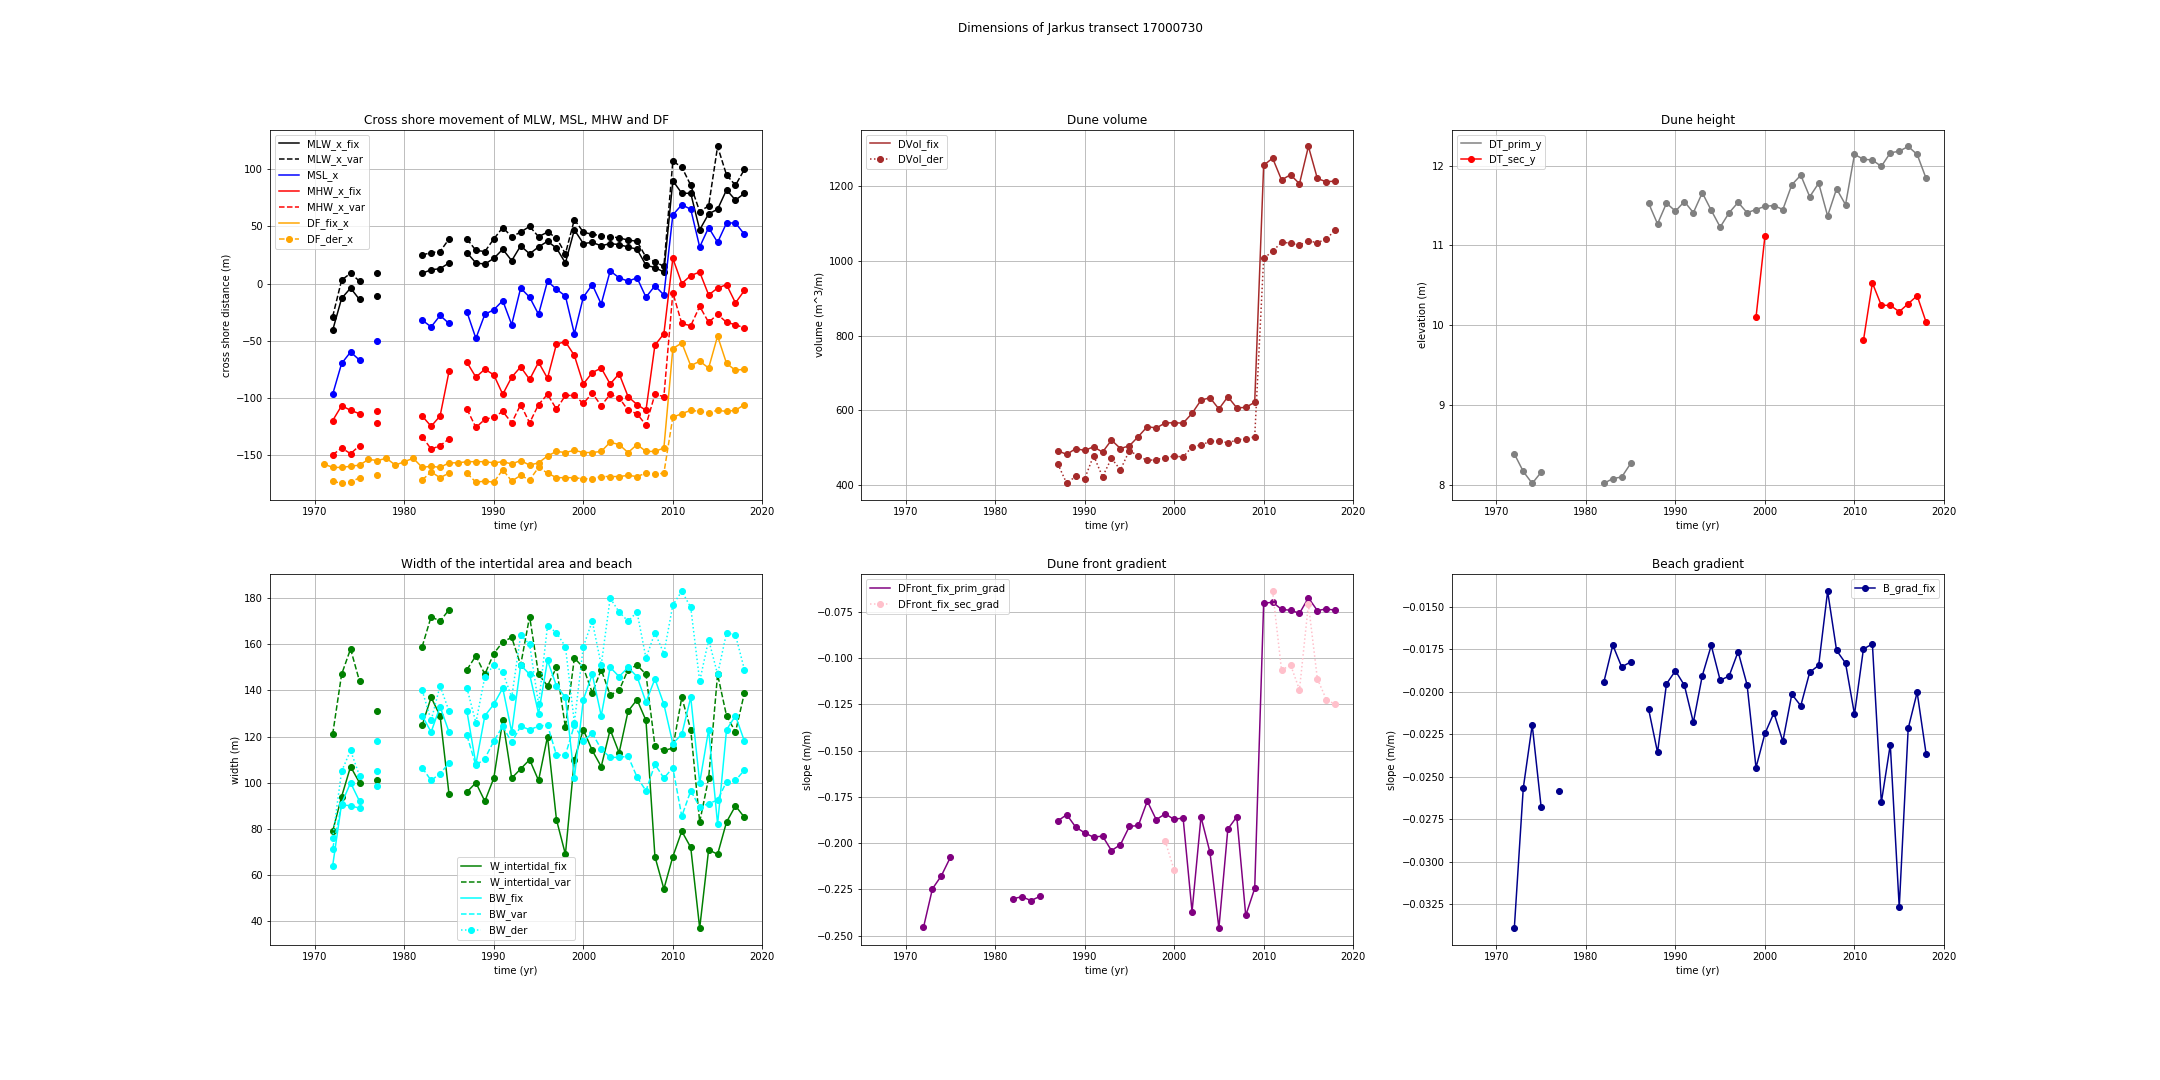 Dimensions of Jarkus transect 17000730
Cross shore movement of MLW, MSL, MHW and DF
MLW_x_fix
MLW_x_var
MSL_x
MHW_x_fix
MHW_x_var
DF_fix_x
DF_der_x
100
50
0
−50
−100
−150
cross shore distance (m)
1970 1980 1990 2000 2010 2020
time (yr)
Dune volume
DVol_fix
DVol_der
1200
1000
800
600
400
volume (m^3/m)
1970 1980 1990 2000 2010 2020
time (yr)
Dune height
DT_prim_y
DT_sec_y
12
11
10
9
8
elevation (m)
1970 1980 1990 2000 2010 2020
time (yr)
Width of the intertidal area and beach
180
160
140
120
100
80
60
40
width (m)
W_intertidal_fix
W_intertidal_var
BW_fix
BW_var
BW_der
1970 1980 1990 2000 2010 2020
time (yr)
Dune front gradient
DFront_fix_prim_grad
DFront_fix_sec_grad
−0.075
−0.100
−0.125
−0.150
−0.175
−0.200
−0.225
−0.250
slope (m/m)
1970 1980 1990 2000 2010 2020
time (yr)
Beach gradient
B_grad_fix
−0.0150
−0.0175
−0.0200
−0.0225
−0.0250
−0.0275
−0.0300
−0.0325
slope (m/m)
1970 1980 1990 2000 2010 2020
time (yr)